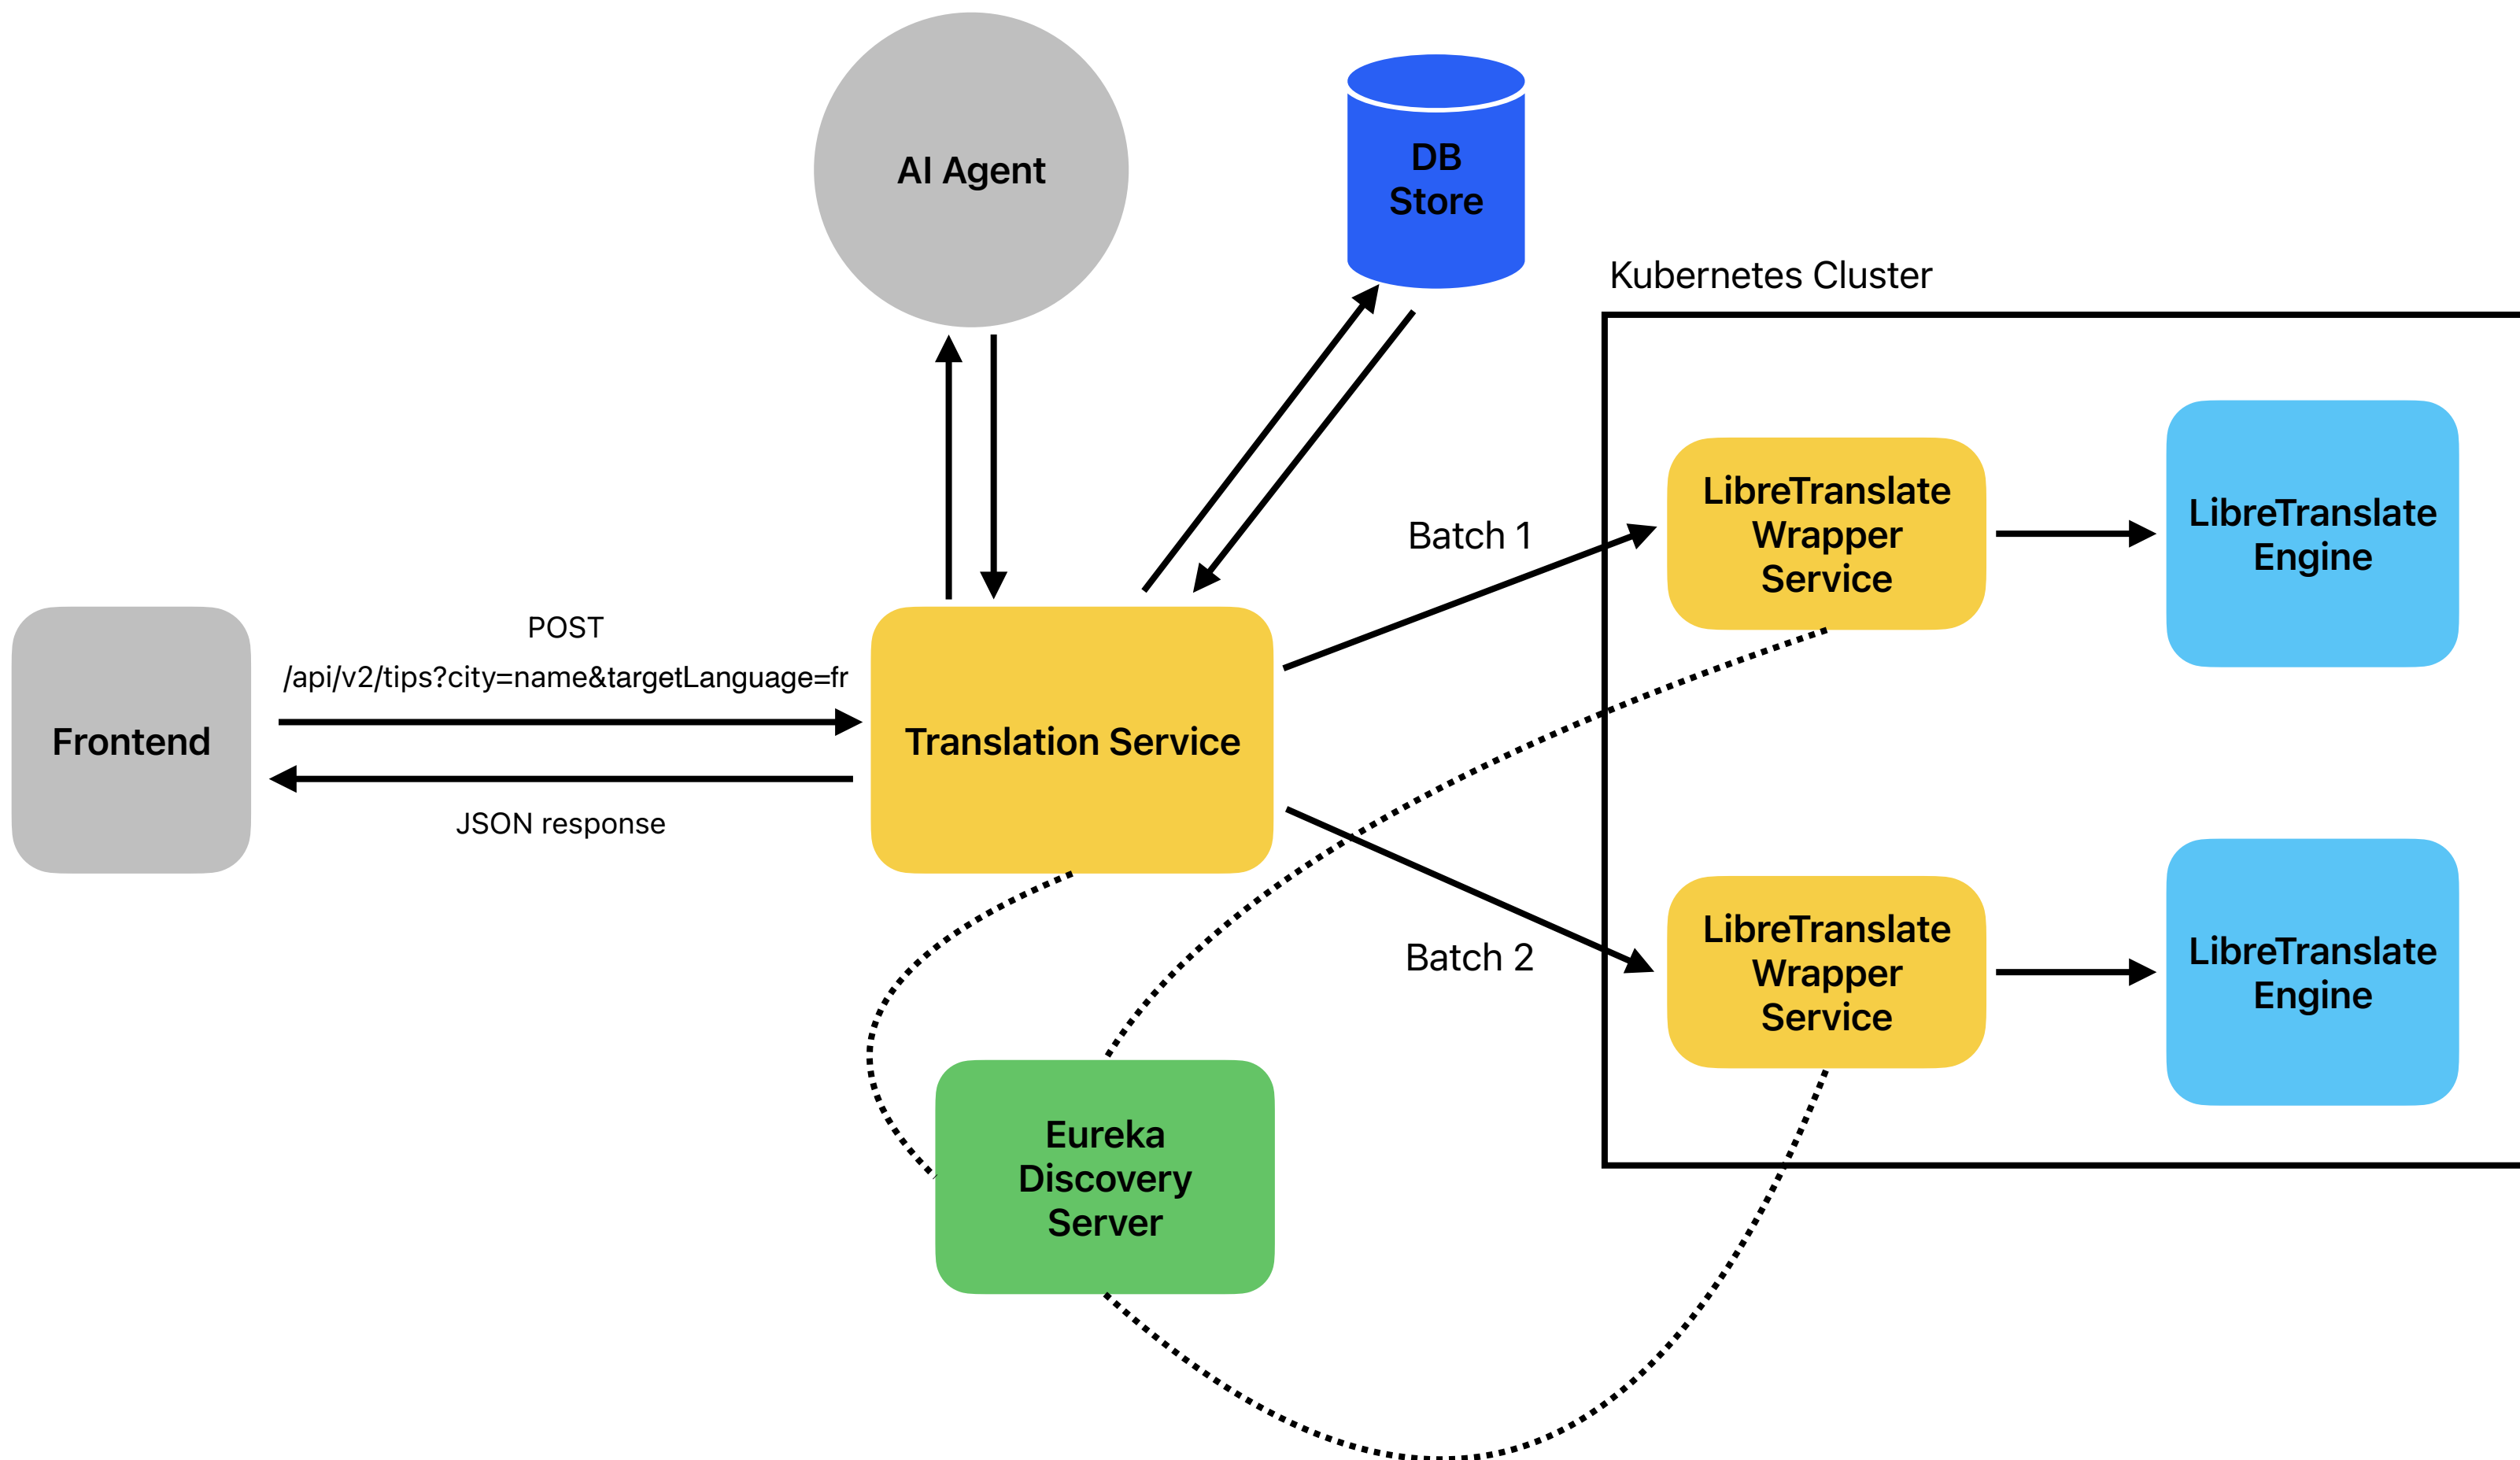 AI Agent
DB
Store
Kubernetes Cluster
LibreTranslate
Wrapper
Service
LibreTranslate
Engine
Batch 1
POST
/api/v2/tips?city=name&targetLanguage=fr
Frontend
Translation Service
JSON response
Batch 2
LibreTranslate
Wrapper
Service
LibreTranslate
Engine
Eureka
Discovery
Server